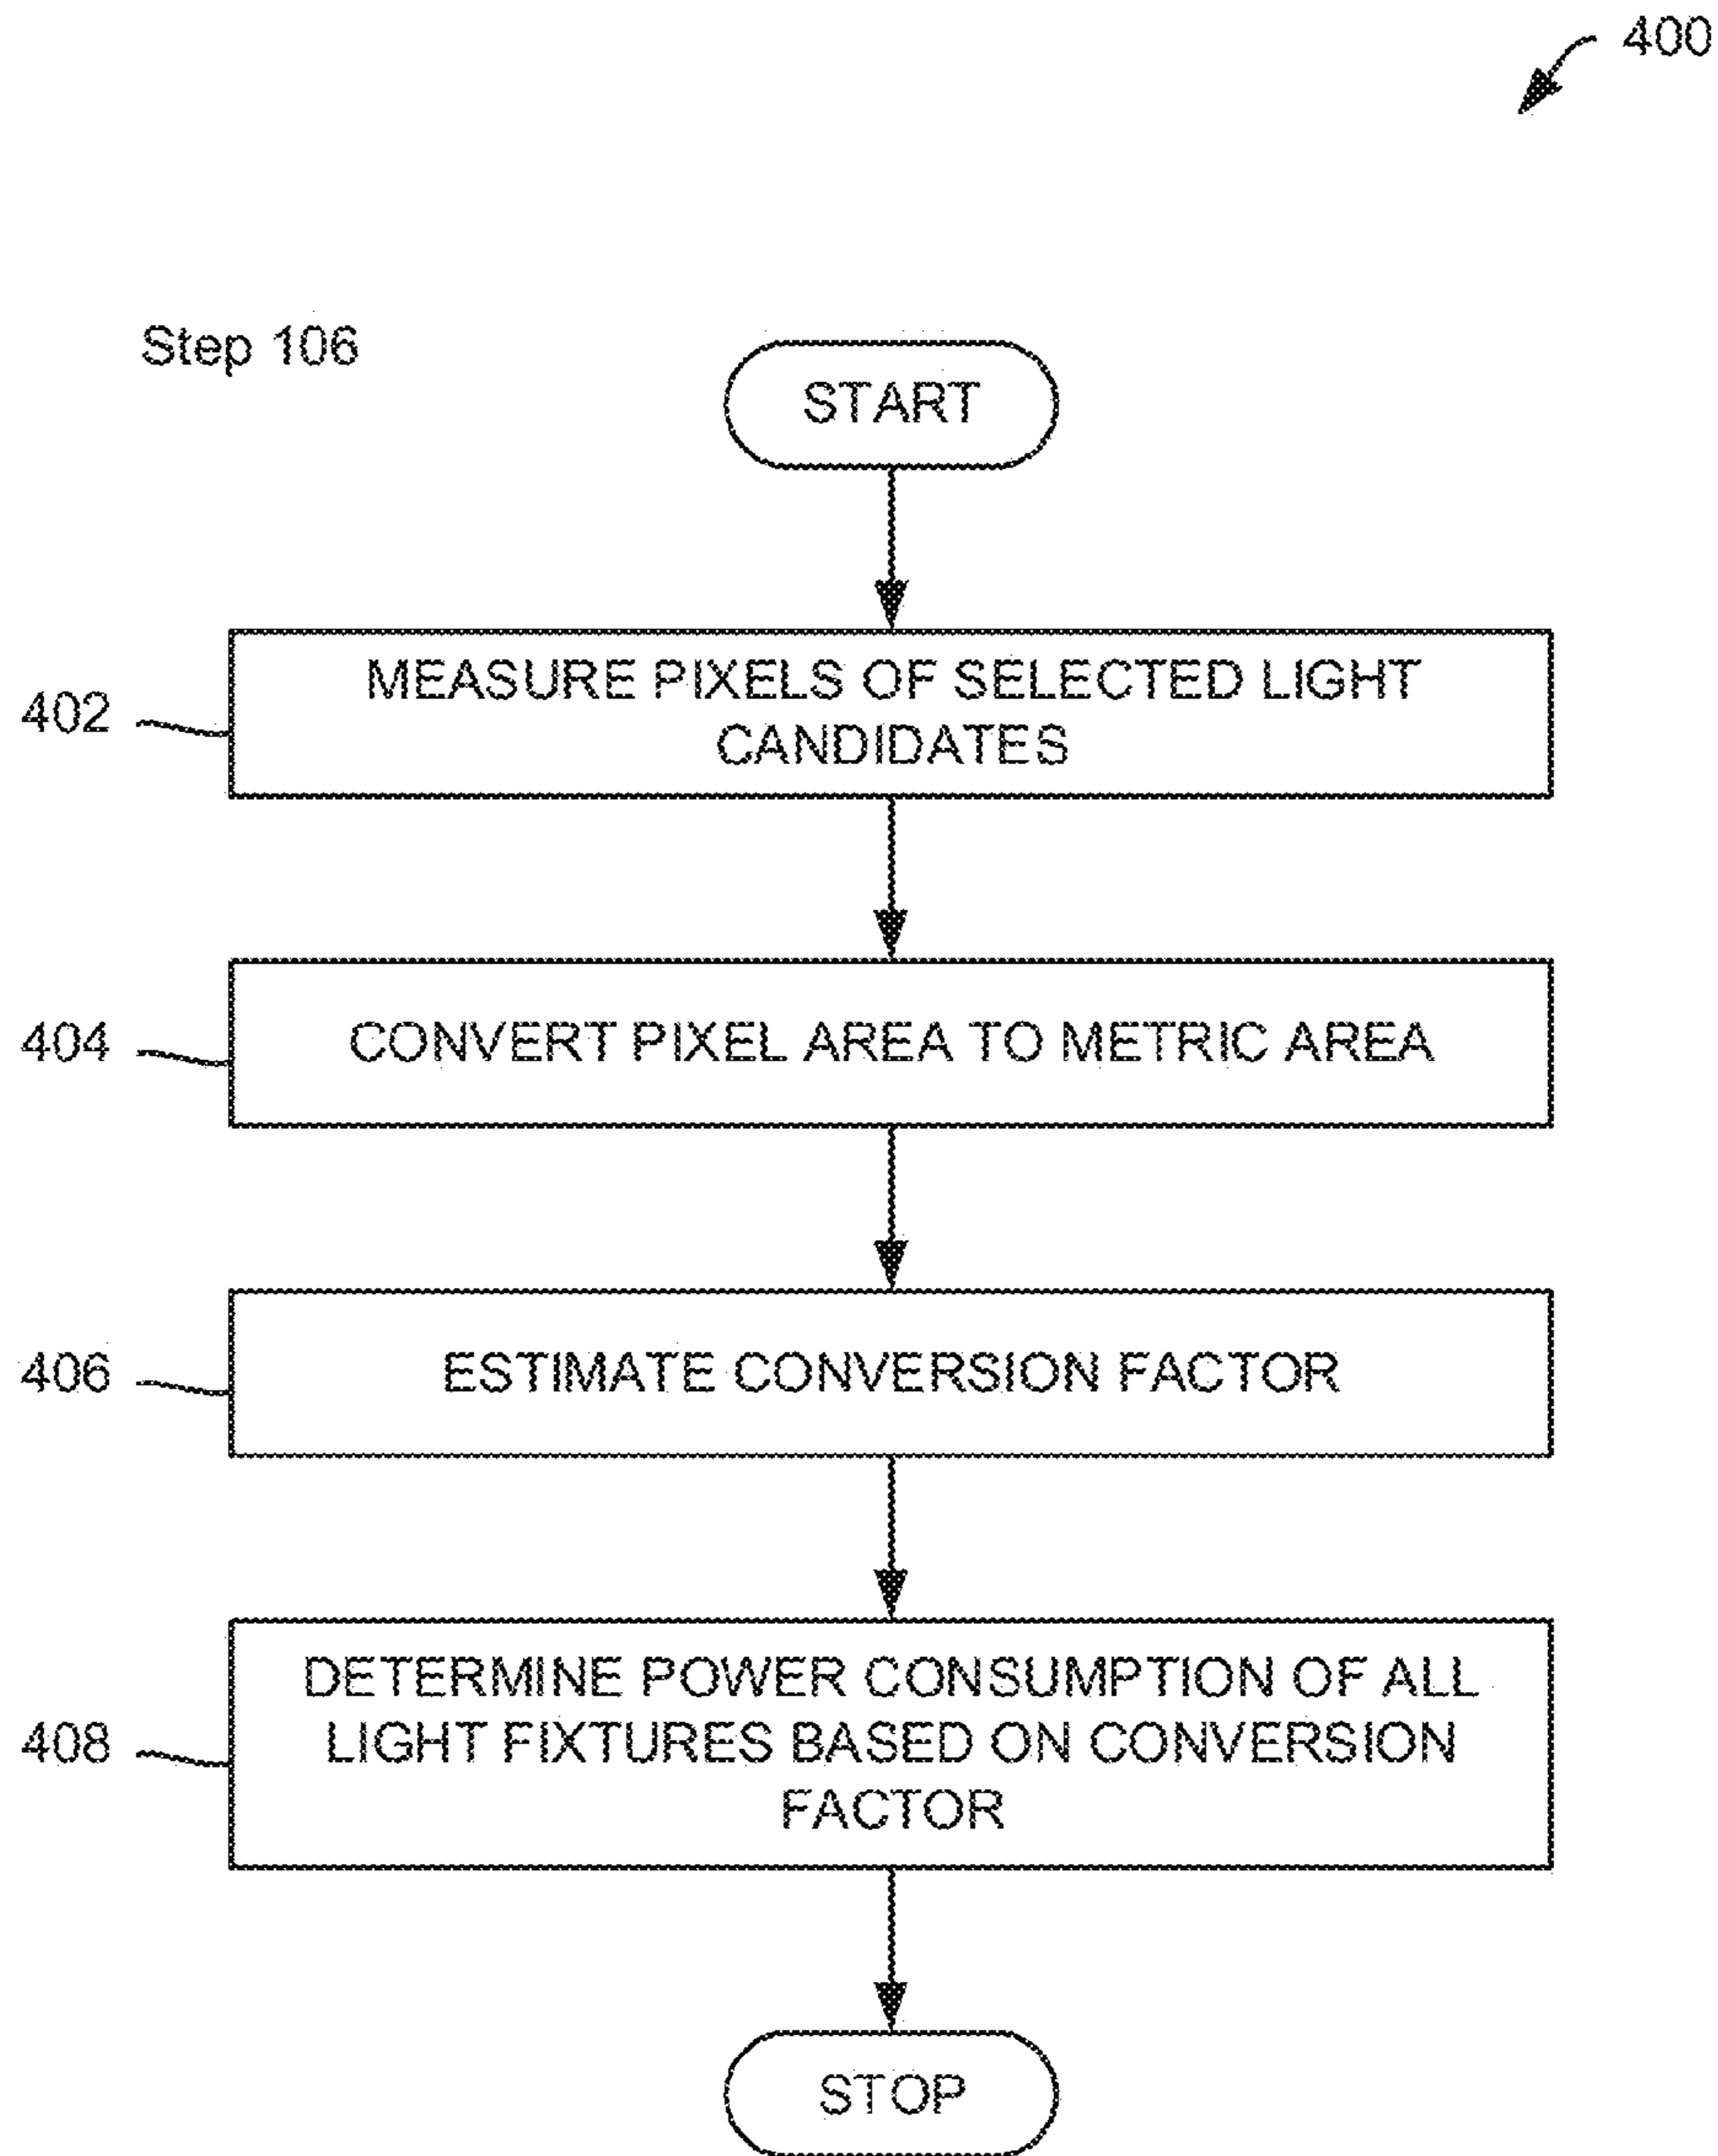 400
Step 106
START
402
MEASURE PIXELS OF SELECTED LIGHT
CANDIDATES
404
CONVERT PIXEL AREA TO METRIC AREA
406
ESTIMATE CONVERSION FACTOR
408
DETERMINE POWER CONSUMPTION OF ALL
LIGHT FIXTURES BASED ON CONVERSION
FACTOR
STOP